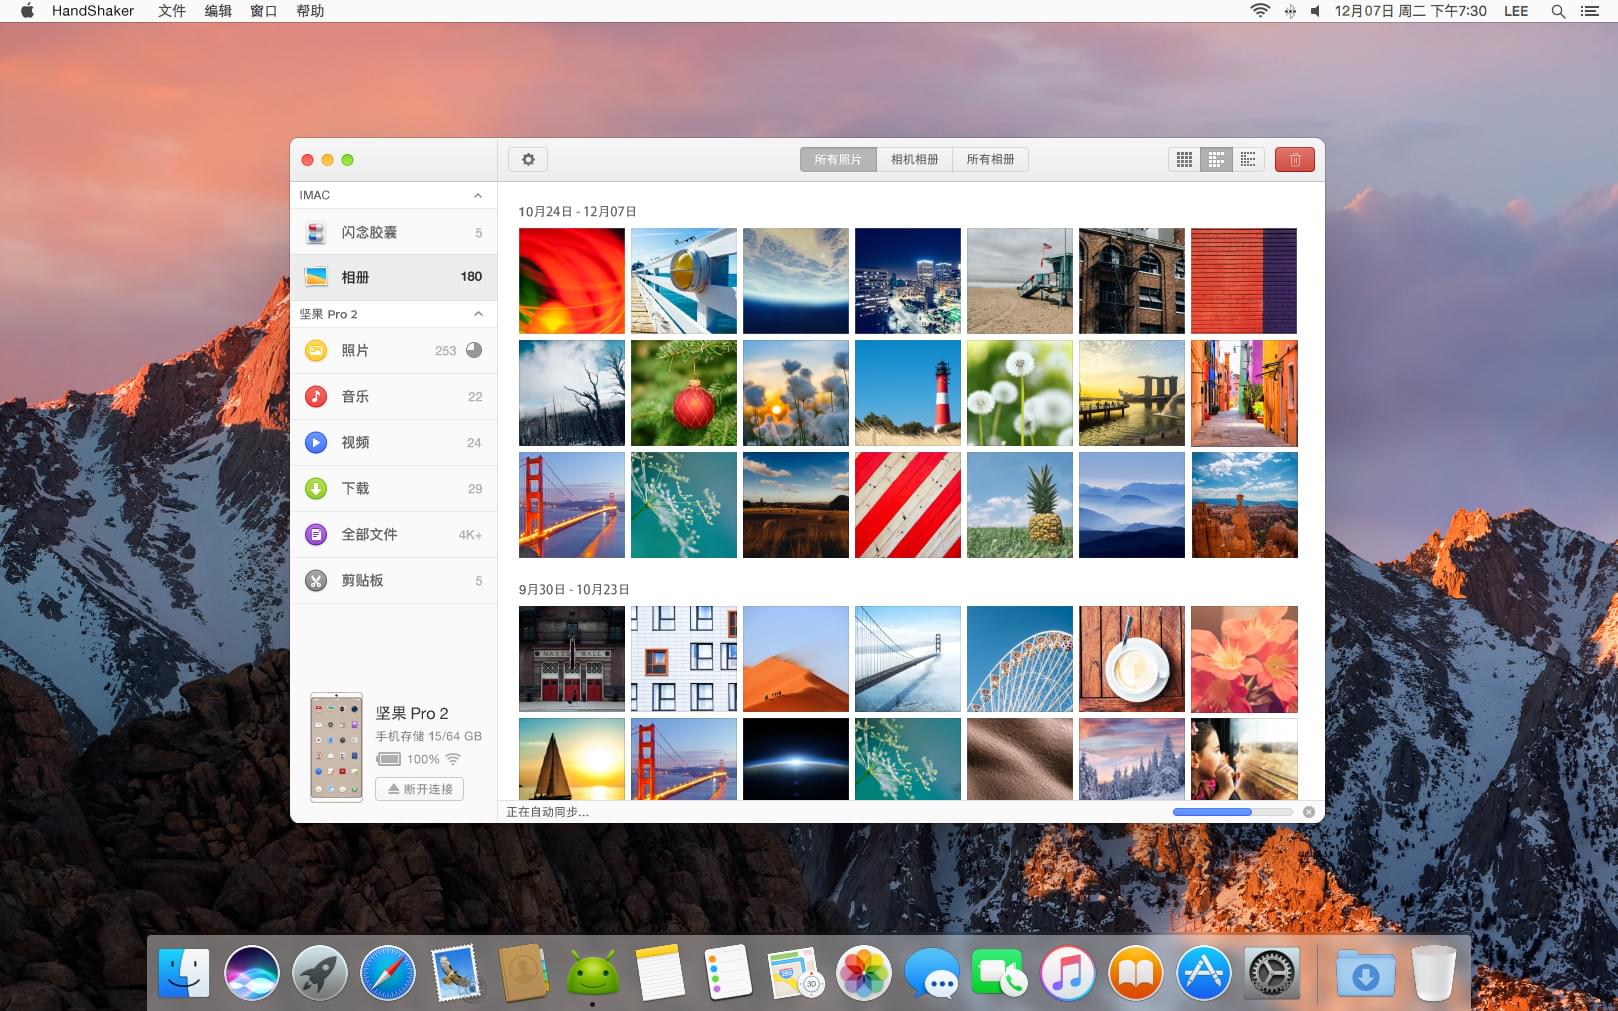 HandShaker 文件 编辑 窗口 帮助 12月07日 周二 下午7:30 LEE
所有照片 相机相册 所有相册
IMAC
闪念胶囊 5
相册 180
坚果 Pro 2
照片 253
音乐 22
视频 24
下载 29
全部文件 4K+
剪贴板 5
坚果 Pro 2
手机存储 15/64 GB
100%
断开连接
10月24日 - 12月07日
9月30日 - 10月23日
正在自动同步...
280
3D